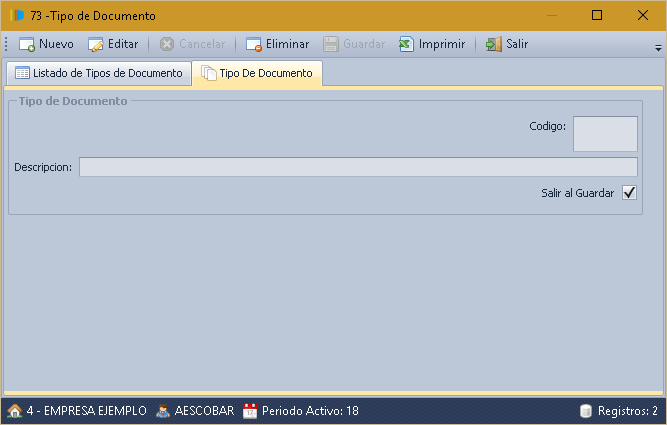 73 -Tipo de Documento
Nuevo Editar Cancelar Eliminar Guardar Imprimir Salir
Listado de Tipos de Documento Tipo De Documento
Tipo de Documento
Codigo:
Descripcion:
Salir al Guardar
4 - EMPRESA EJEMPLO AESCOBAR Periodo Activo: 18 Registros: 2